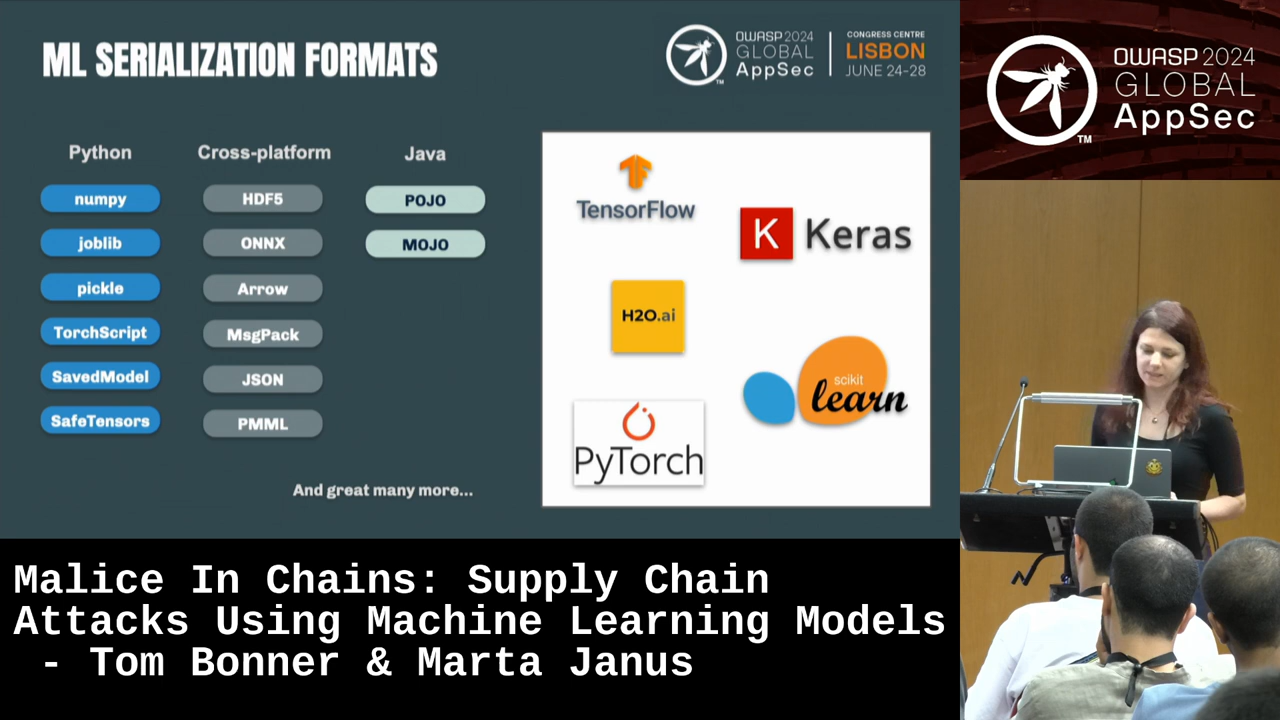 ML SERIALIZATION FORMATS
OWASP 2024
GLOBAL
AppSec
TM
CONGRESS CENTRE
LISBON
JUNE 24-28
Python
Cross-platform
Java
numpy
HDF5
POJO
joblib
ONNX
MOJO
pickle
Arrow
TorchScript
MsgPack
SavedModel
JSON
SafeTensors
PMML
And great many more...
TensorFlow
K Keras
H2O.ai
scikit
learn
PyTorch
OWASP 2024
GLOBAL
AppSec
TM
Malice In Chains: Supply Chain
Attacks Using Machine Learning Models
- Tom Bonner & Marta Janus